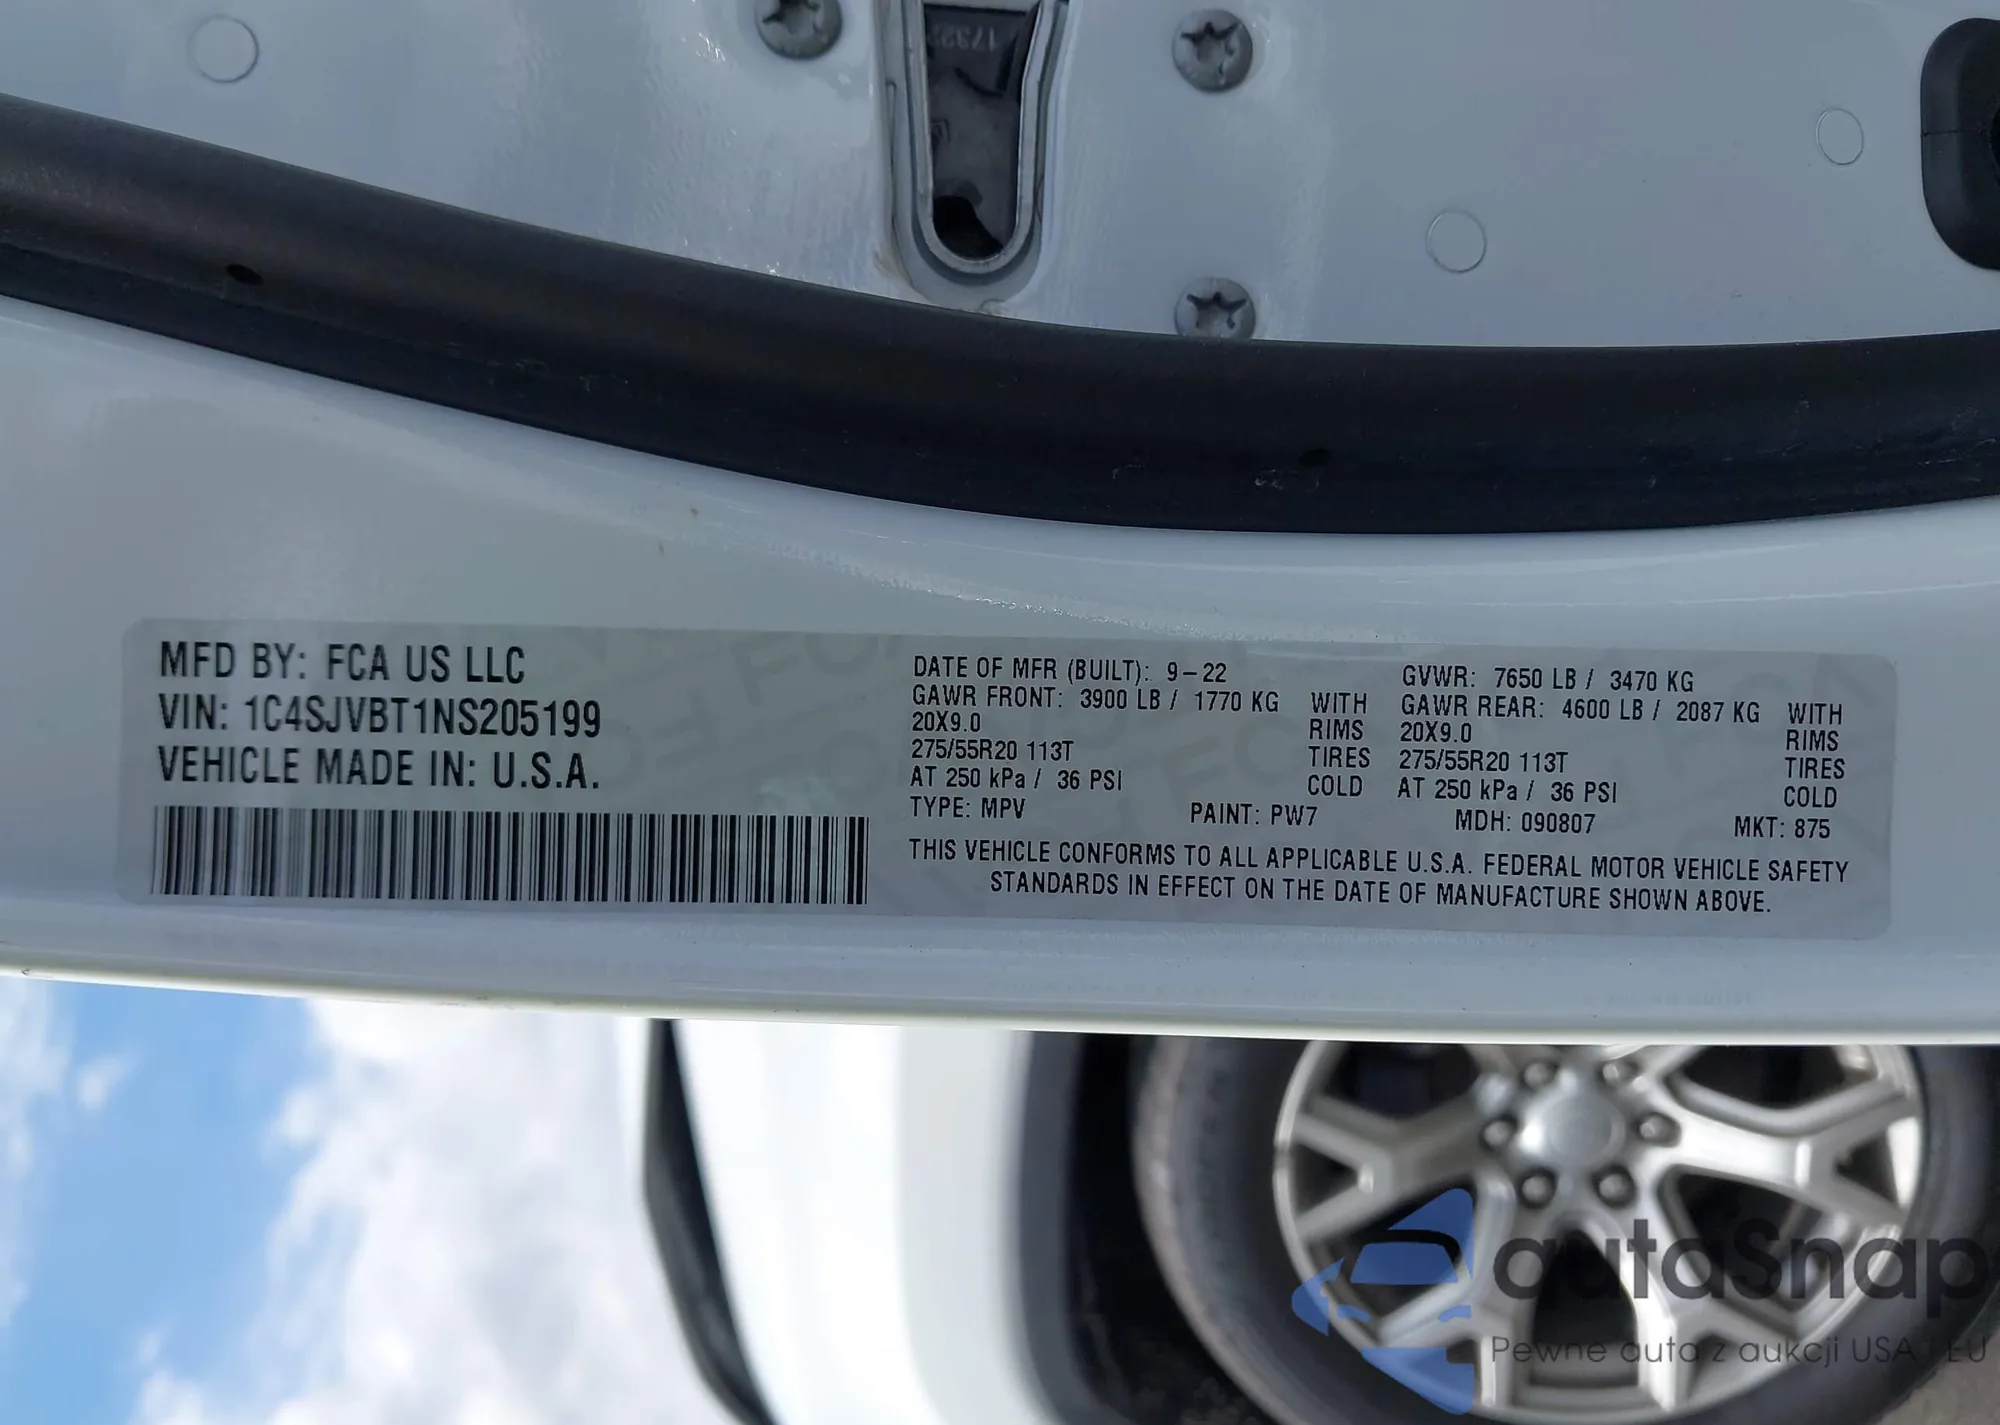 MFD BY: FCA US LLC
VIN: 1C4SJVBT1NS205199
VEHICLE MADE IN: U.S.A.
DATE OF MFR (BUILT): 9-22 GVWR: 7650 LB / 3470 KG
GAWR FRONT: 3900 LB / 1770 KG WITH GAWR REAR: 4600 LB / 2087 KG WITH
20X9.0 RIMS 20X9.0 RIMS
275/55R20 113T TIRES 275/55R20 113T TIRES
AT 250 kPa / 36 PSI COLD AT 250 kPa / 36 PSI COLD
TYPE: MPV PAINT: PW7 MDH: 090807 MKT: 875
THIS VEHICLE CONFORMS TO ALL APPLICABLE U.S.A. FEDERAL MOTOR VEHICLE SAFETY
STANDARDS IN EFFECT ON THE DATE OF MANUFACTURE SHOWN ABOVE.
autaSnap
Pewne auta z aukcji USA i EU